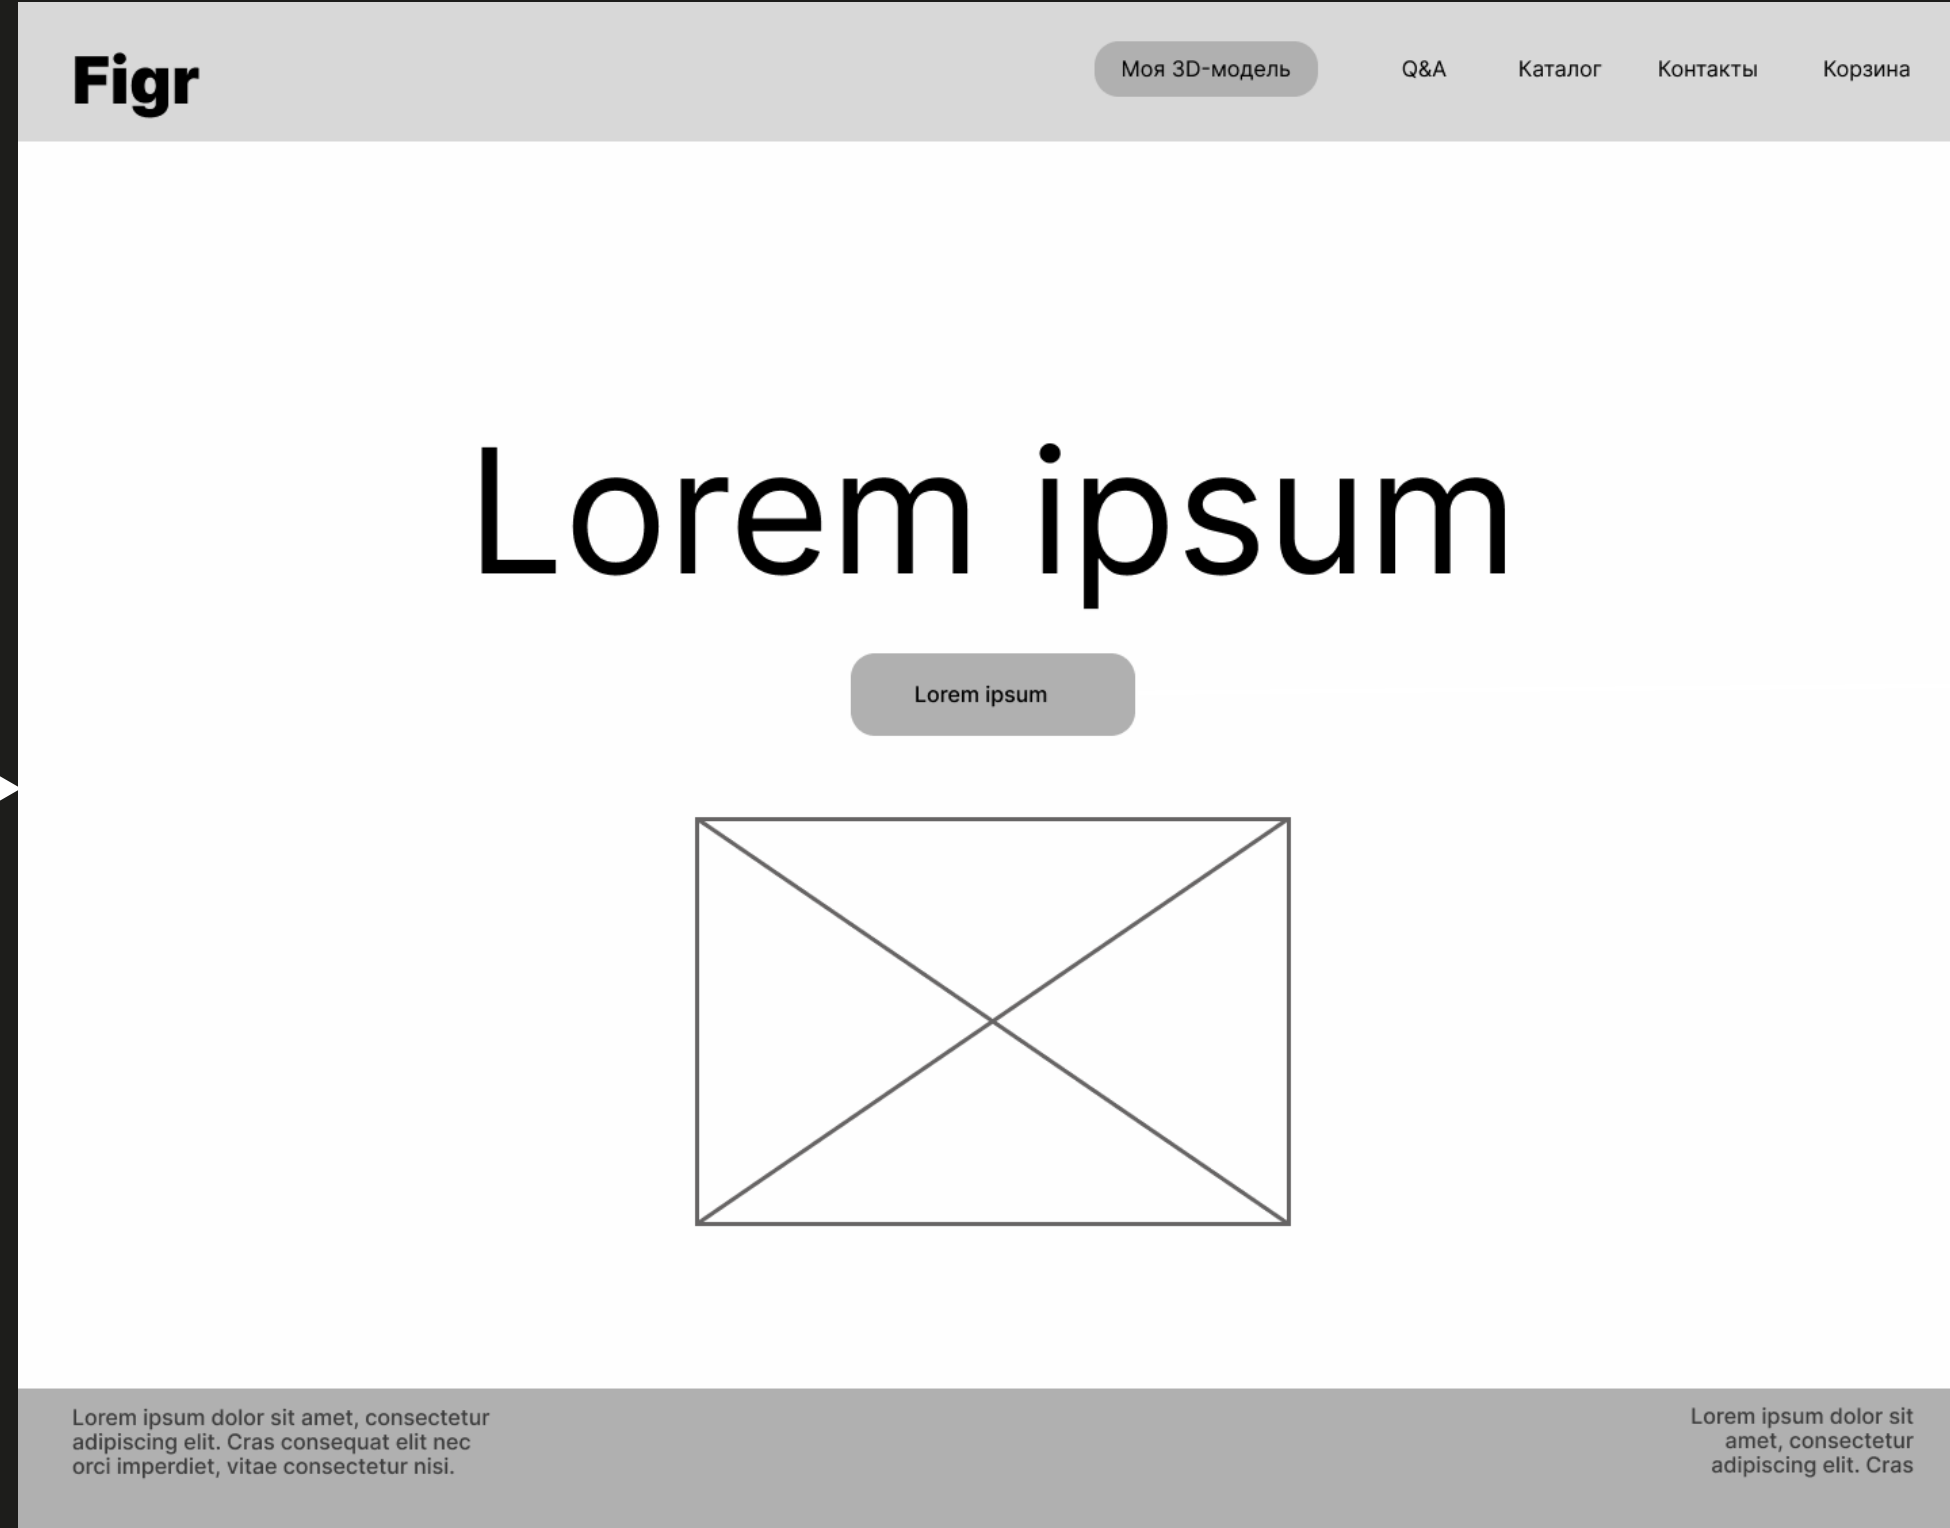 Figr
Моя 3D-модель
Q&A
Каталог
Контакты
Корзина
Lorem ipsum
Lorem ipsum
Lorem ipsum dolor sit amet, consectetur
adipiscing elit. Cras consequat elit nec
orci imperdiet, vitae consectetur nisi.
Lorem ipsum dolor sit
amet, consectetur
adipiscing elit. Cras